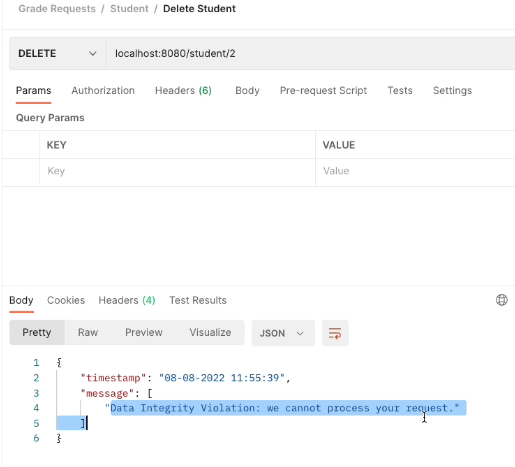 Grade Requests / Student / Delete Student
DELETE localhost:8080/student/2
Params Authorization Headers (6) Body Pre-request Script Tests Settings
Query Params
KEY VALUE
Key Value
Body Cookies Headers (4) Test Results
Pretty Raw Preview Visualize JSON
1 {
2 "timestamp": "08-08-2022 11:55:39",
3 "message": [
4 "Data Integrity Violation: we cannot process your request."
5 ]
6 }